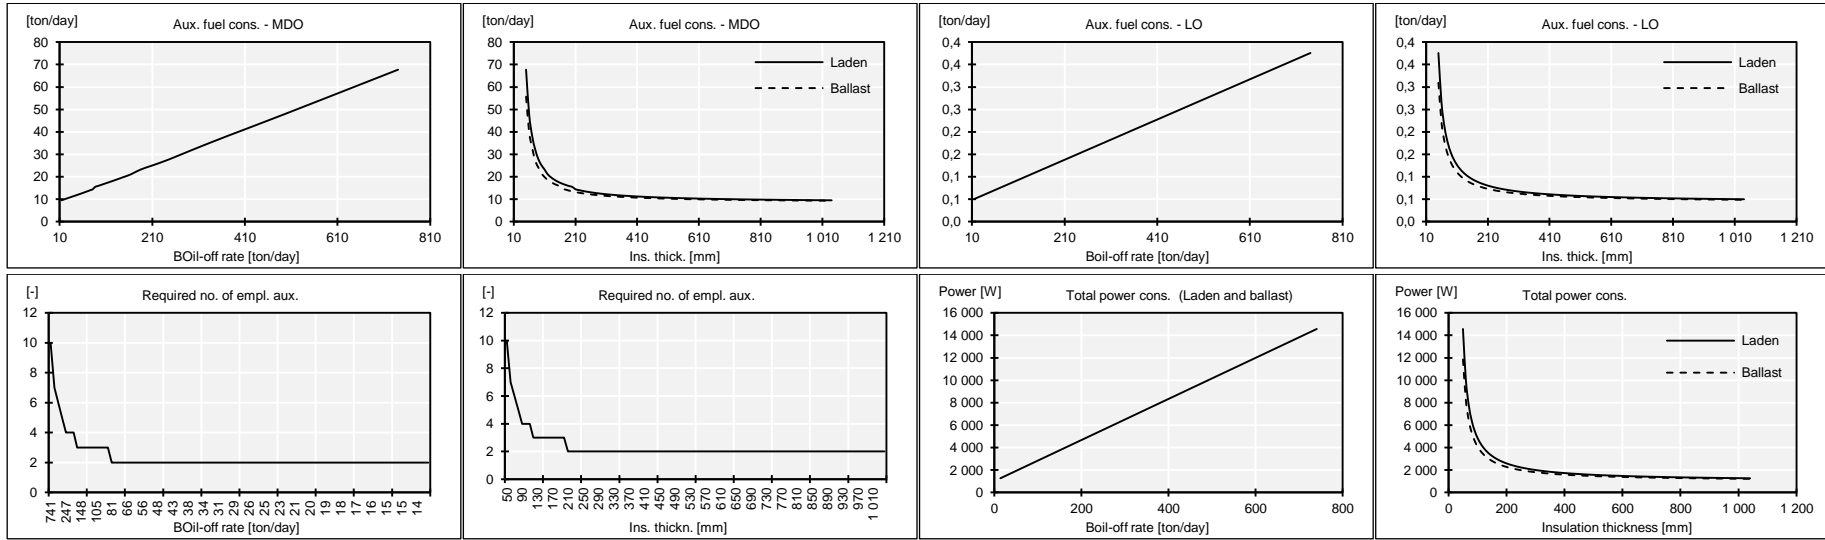 [ton/day]
Aux. fuel cons. - MDO
80
70
60
50
40
30
20
10
0
10 210 410 610 810
BOil-off rate [ton/day]
[ton/day]
Aux. fuel cons. - MDO
80
70
60
50
40
30
20
10
0
Laden
Ballast
10 210 410 610 810 1 010 1 210
Ins. thick. [mm]
[ton/day]
Aux. fuel cons. - LO
0,4
0,4
0,3
0,3
0,2
0,2
0,1
0,1
0,0
10 210 410 610 810
Boil-off rate [ton/day]
[ton/day]
Aux. fuel cons. - LO
0,4
0,4
0,3
0,3
0,2
0,2
0,1
0,1
0,0
Laden
Ballast
10 210 410 610 810 1 010 1 210
Ins. thick. [mm]
[-]
Required no. of empl. aux.
12
10
8
6
4
2
0
741 247 148 105 81 66 56 48 43 38 34 31 29 26 25 23 21 20 19 18 17 16 15 15 14
BOil-off rate [ton/day]
[-]
Required no. of empl. aux.
12
10
8
6
4
2
0
50 90 130 170 210 250 290 330 370 410 450 490 530 570 610 650 690 730 770 810 850 890 930 970 1 010
Ins. thickn. [mm]
Power [W]
Total power cons. (Laden and ballast)
16 000
14 000
12 000
10 000
8 000
6 000
4 000
2 000
0
0 200 400 600 800
Boil-off rate [ton/day]
Power [W]
Total power cons.
16 000
14 000
12 000
10 000
8 000
6 000
4 000
2 000
0
Laden
Ballast
0 200 400 600 800 1 000 1 200
Insulation thickness [mm]